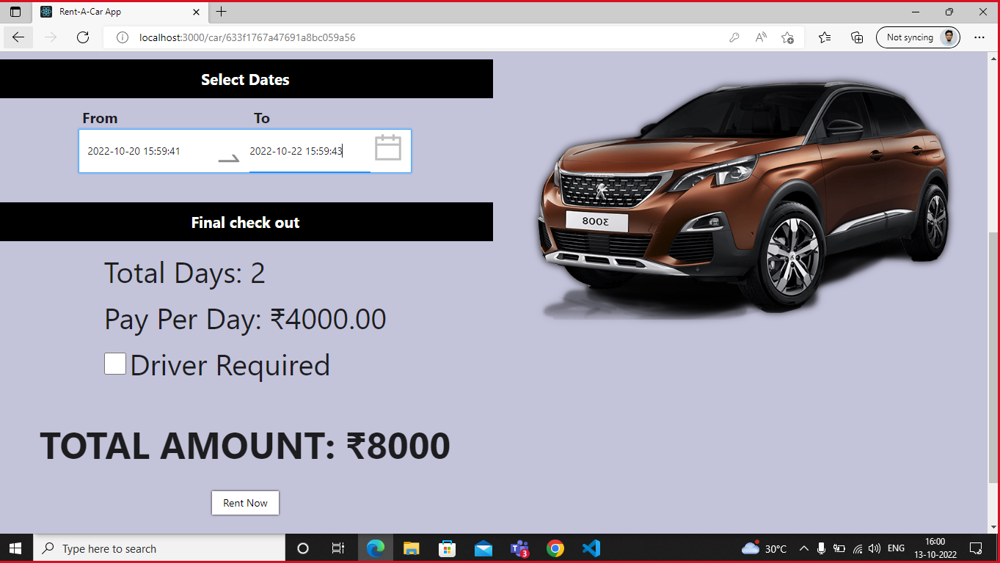 Rent-A-Car App
localhost:3000/car/633f1767a47691a8bc059a56
Not syncing
Select Dates
From To
2022-10-20 15:59:41 2022-10-22 15:59:43
3008
Final check out
Total Days: 2
Pay Per Day: ₹4000.00
Driver Required
TOTAL AMOUNT: ₹8000
Rent Now
Type here to search
3
30°C
ENG
16:00
13-10-2022